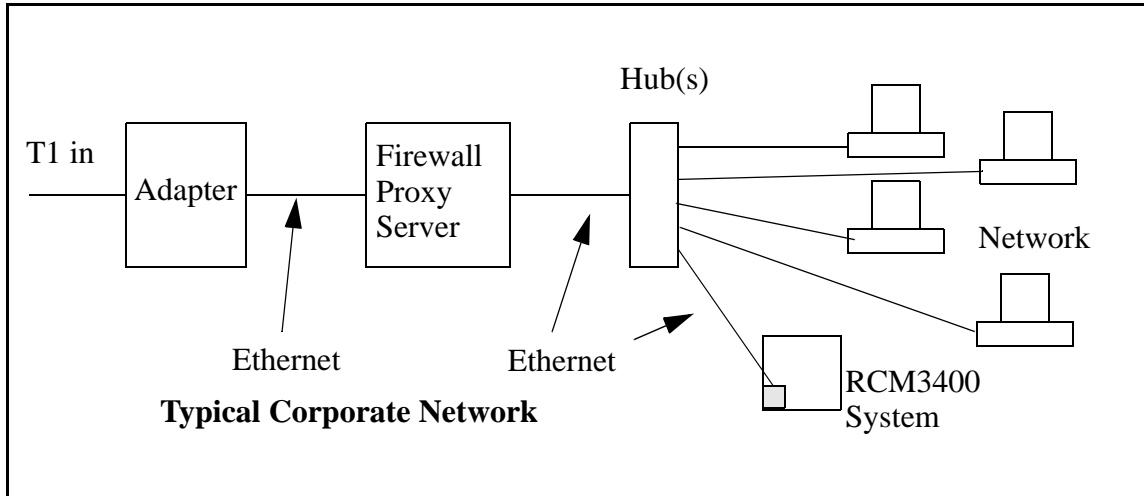 Hub(s)
T1 in
Adapter
Firewall
Proxy
Server
Network
Ethernet
Ethernet
RCM3400
System
Typical Corporate Network